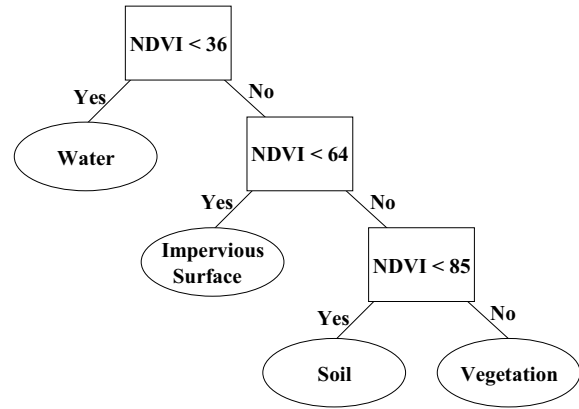 NDVI < 36
Yes
No
Water
NDVI < 64
Yes
No
Impervious
Surface
NDVI < 85
Yes
No
Soil
Vegetation